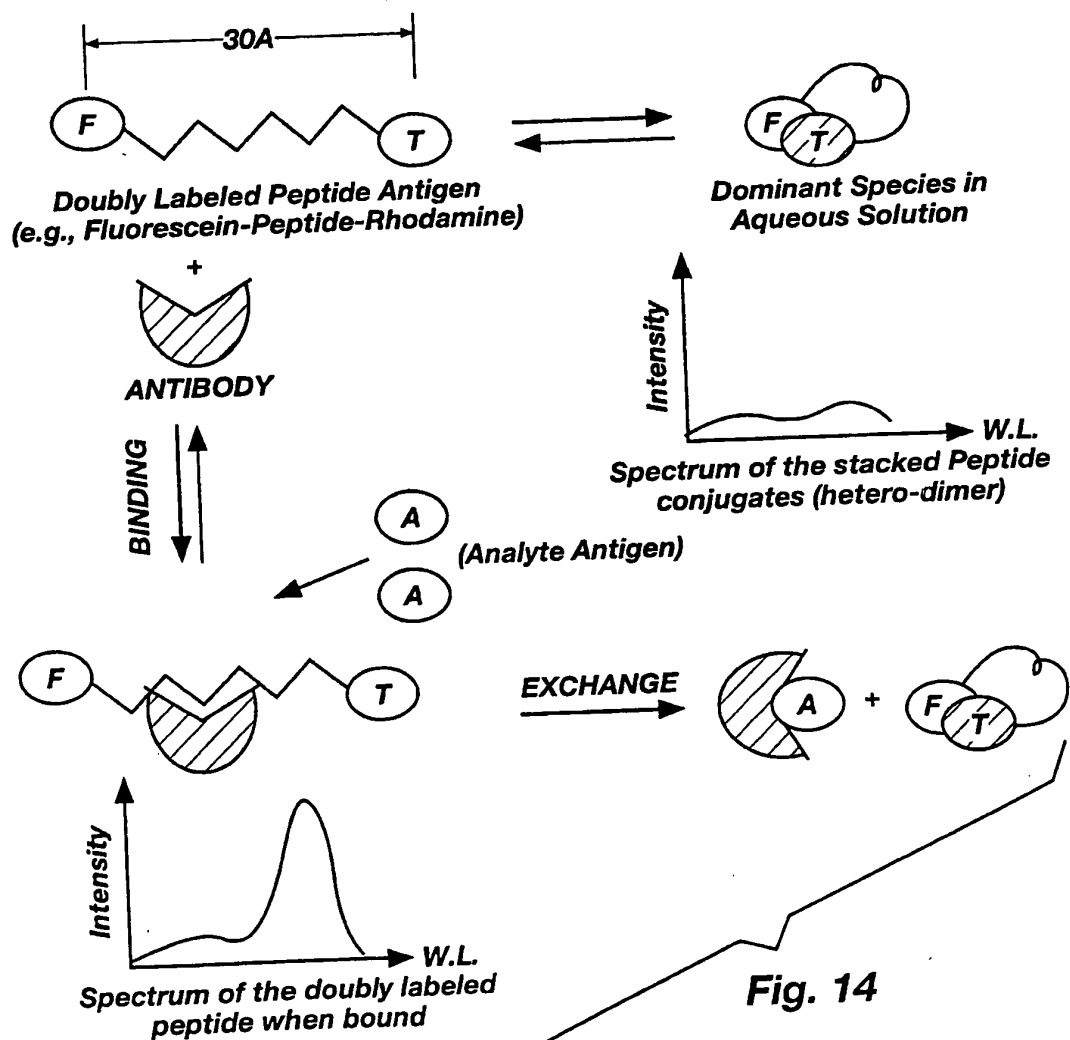 30A
F
T
F
T
Doubly Labeled Peptide Antigen
(e.g., Fluorescein-Peptide-Rhodamine)
Dominant Species in
Aqueous Solution
+
ANTIBODY
Intensity
W.L.
Spectrum of the stacked Peptide
conjugates (hetero-dimer)
BINDING
A
(Analyte Antigen)
A
F
T
EXCHANGE
A
+
F
T
Intensity
W.L.
Spectrum of the doubly labeled
peptide when bound
Fig. 14